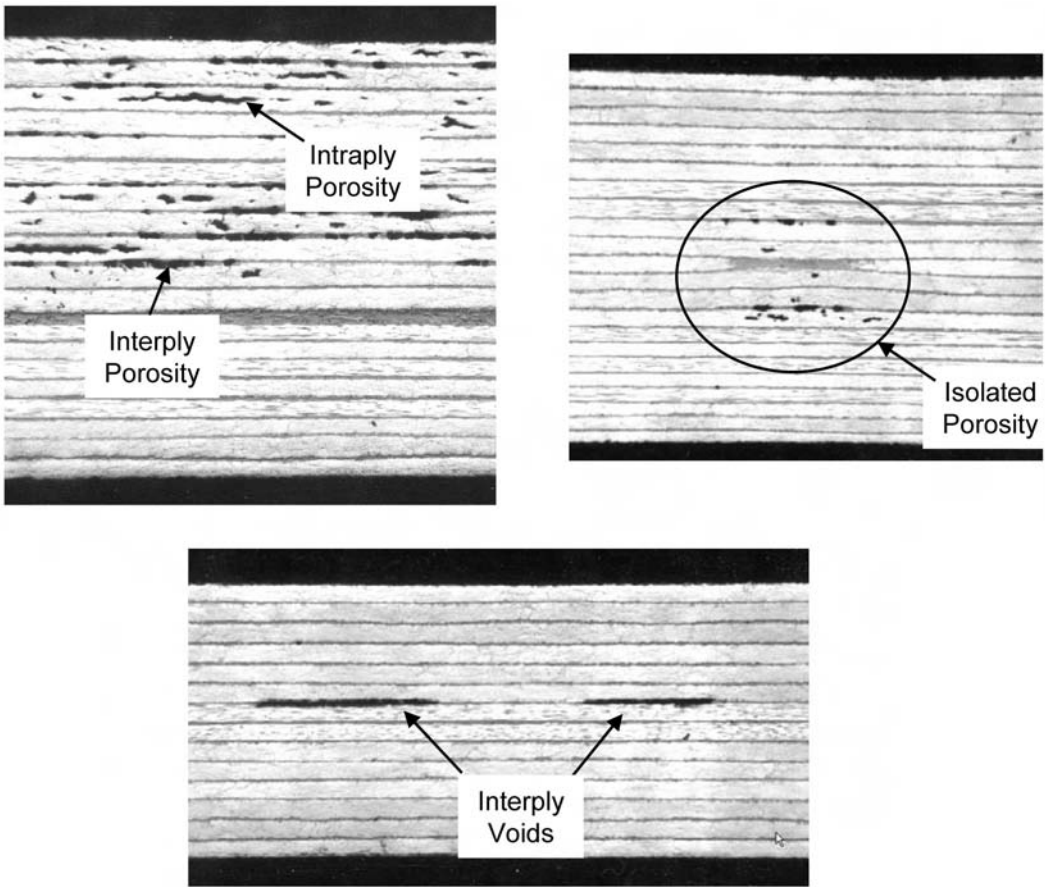 Intraply
Porosity
Interply
Porosity
Isolated
Porosity
Interply
Voids